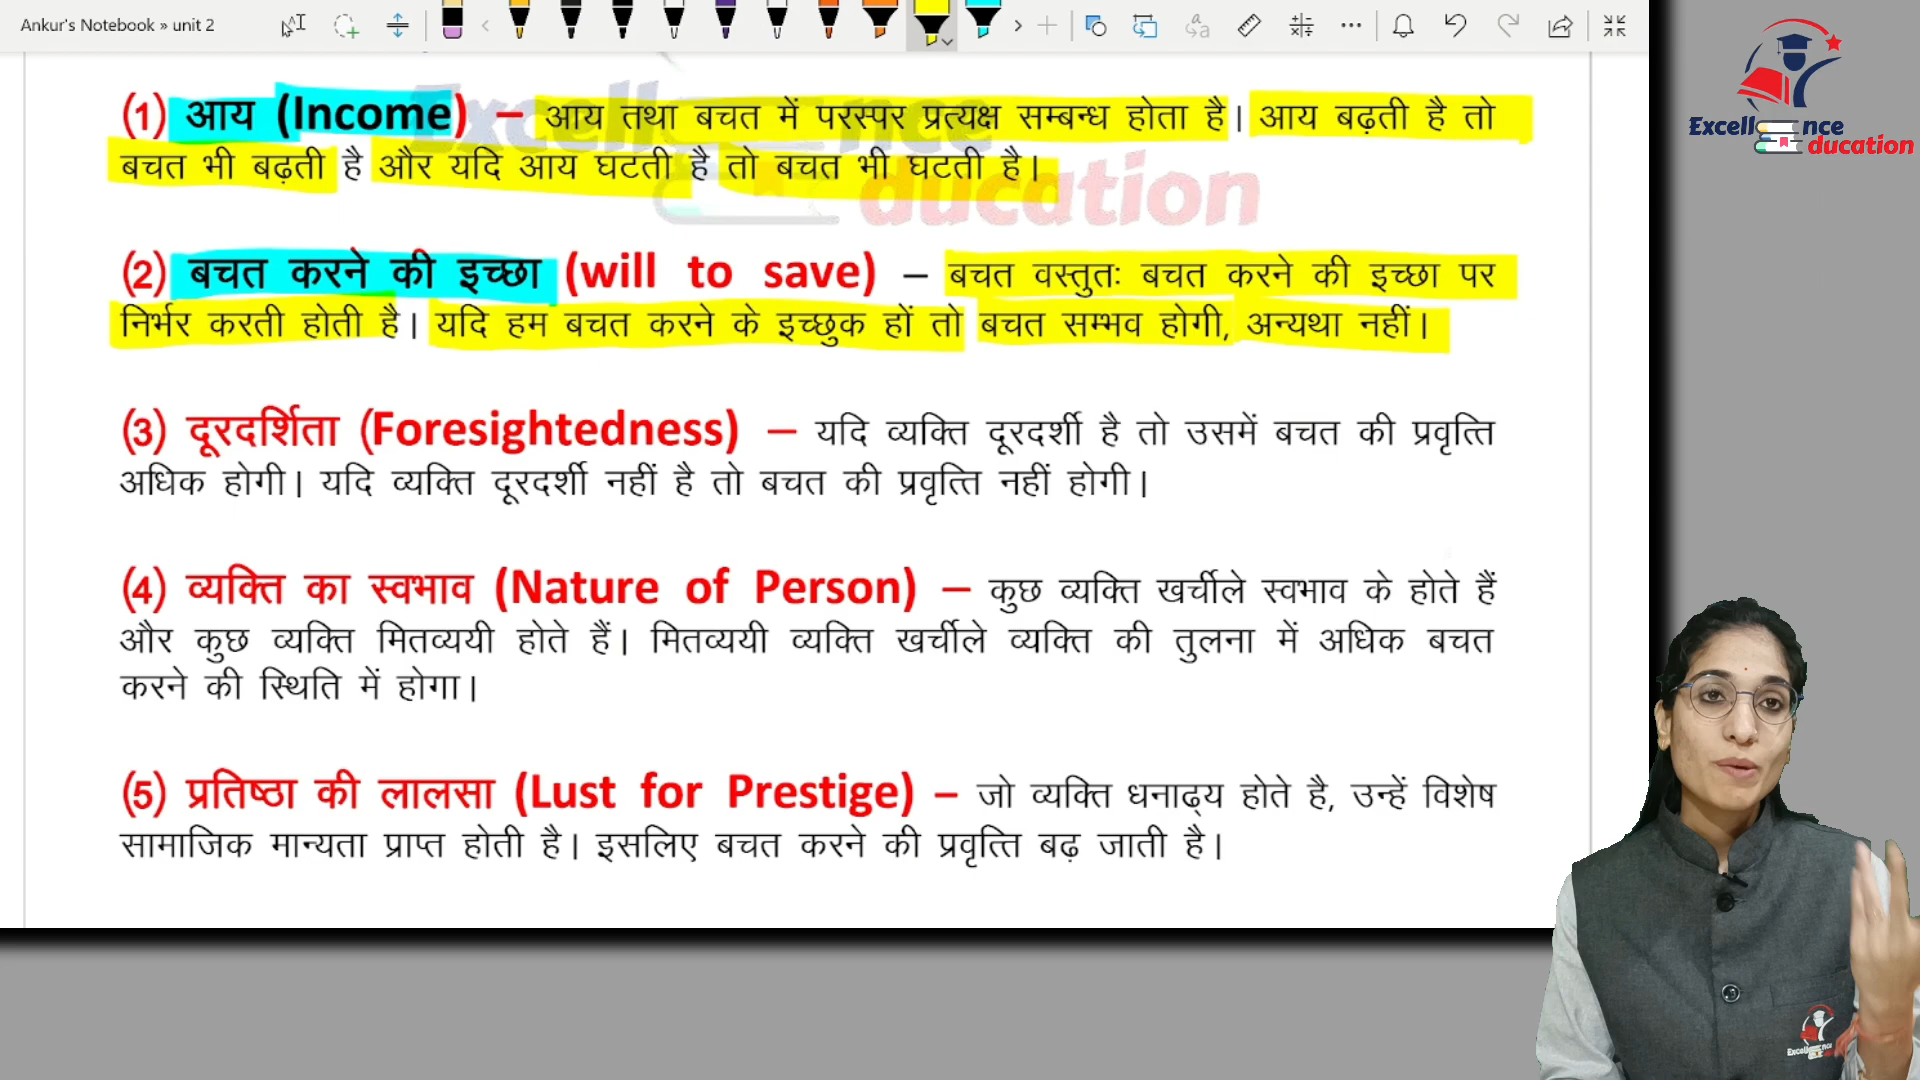 Ankur's Notebook » unit 2
Excellence
Education
(1) आय (Income) – आय तथा बचत में परस्पर प्रत्यक्ष सम्बन्ध होता है। आय बढ़ती है तो
बचत भी बढ़ती है और यदि आय घटती है तो बचत भी घटती है।
(2) बचत करने की इच्छा (will to save) – बचत वस्तुतः बचत करने की इच्छा पर
निर्भर करती होती है। यदि हम बचत करने के इच्छुक हों तो बचत सम्भव होगी, अन्यथा नहीं।
(3) दूरदर्शिता (Foresightedness) – यदि व्यक्ति दूरदर्शी है तो उसमें बचत की प्रवृत्ति
अधिक होगी। यदि व्यक्ति दूरदर्शी नहीं है तो बचत की प्रवृत्ति नहीं होगी।
(4) व्यक्ति का स्वभाव (Nature of Person) – कुछ व्यक्ति खर्चीले स्वभाव के होते हैं
और कुछ व्यक्ति मितव्ययी होते हैं। मितव्ययी व्यक्ति खर्चीले व्यक्ति की तुलना में अधिक बचत
करने की स्थिति में होगा।
(5) प्रतिष्ठा की लालसा (Lust for Prestige) – जो व्यक्ति धनाढ्य होते है, उन्हें विशेष
सामाजिक मान्यता प्राप्त होती है। इसलिए बचत करने की प्रवृत्ति बढ़ जाती है।